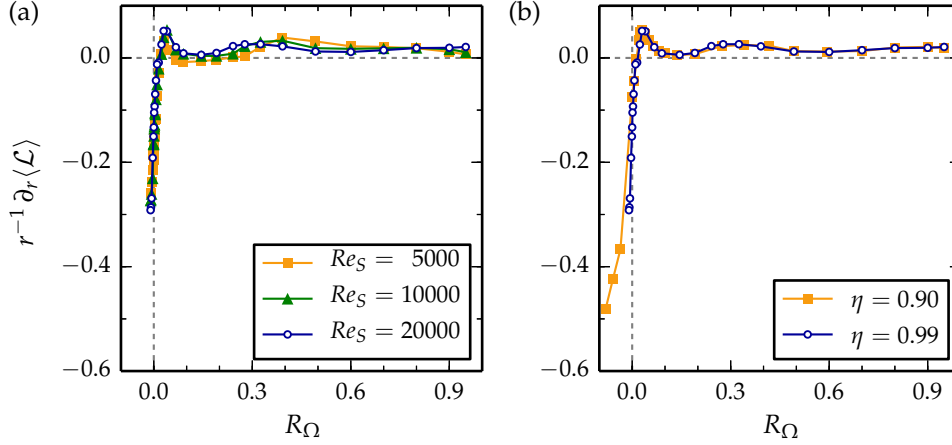 (a)
0.0
−0.2
−0.4
−0.6
r⁻¹ ∂ᵣ⟨ℒ⟩
Re_S = 5000
Re_S = 10000
Re_S = 20000
0.0 0.3 0.6 0.9
R_Ω
(b)
0.0
−0.2
−0.4
−0.6
η = 0.90
η = 0.99
0.0 0.3 0.6 0.9
R_Ω